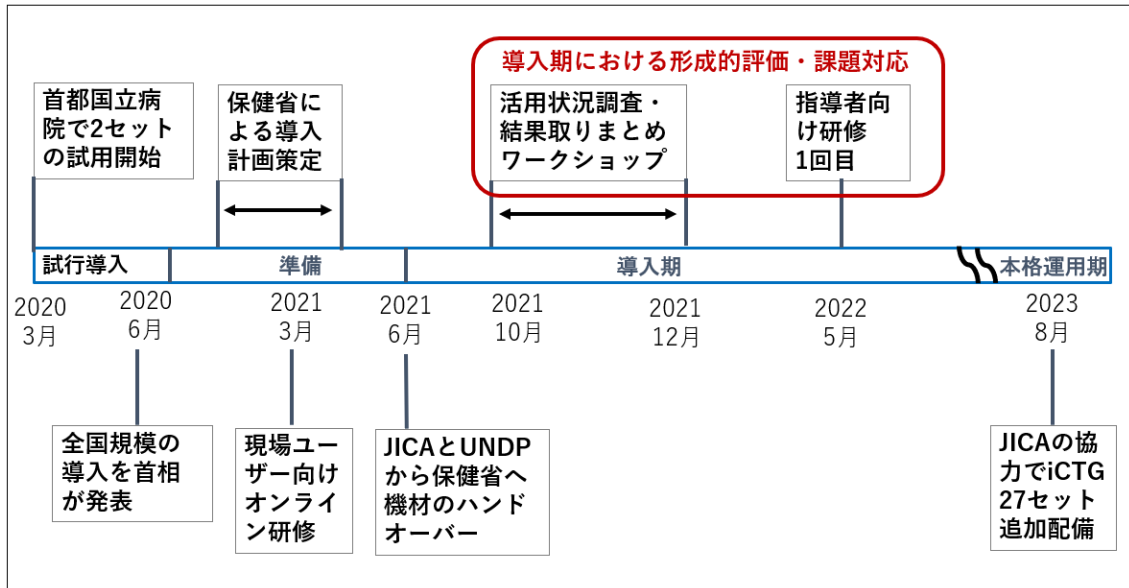 導入期における形成的評価・課題対応
首都国立病
院で2セット
の試用開始
保健省によ
る導入
計画策定
活用状況調査・
結果取りまとめ
ワークショップ
指導者向
け研修
1回目
試行導入
準備
導入期
本格運用期
2020
3月
2020
6月
2021
3月
2021
6月
2021
10月
2021
12月
2022
5月
2023
8月
全国規模の
導入を首相
が発表
現場ユー
ザー向け
オンライ
ン研修
JICAとUNDP
から保健省へ
機材のハンド
オーバー
JICAの協
力でiCTG
27セット
追加配備